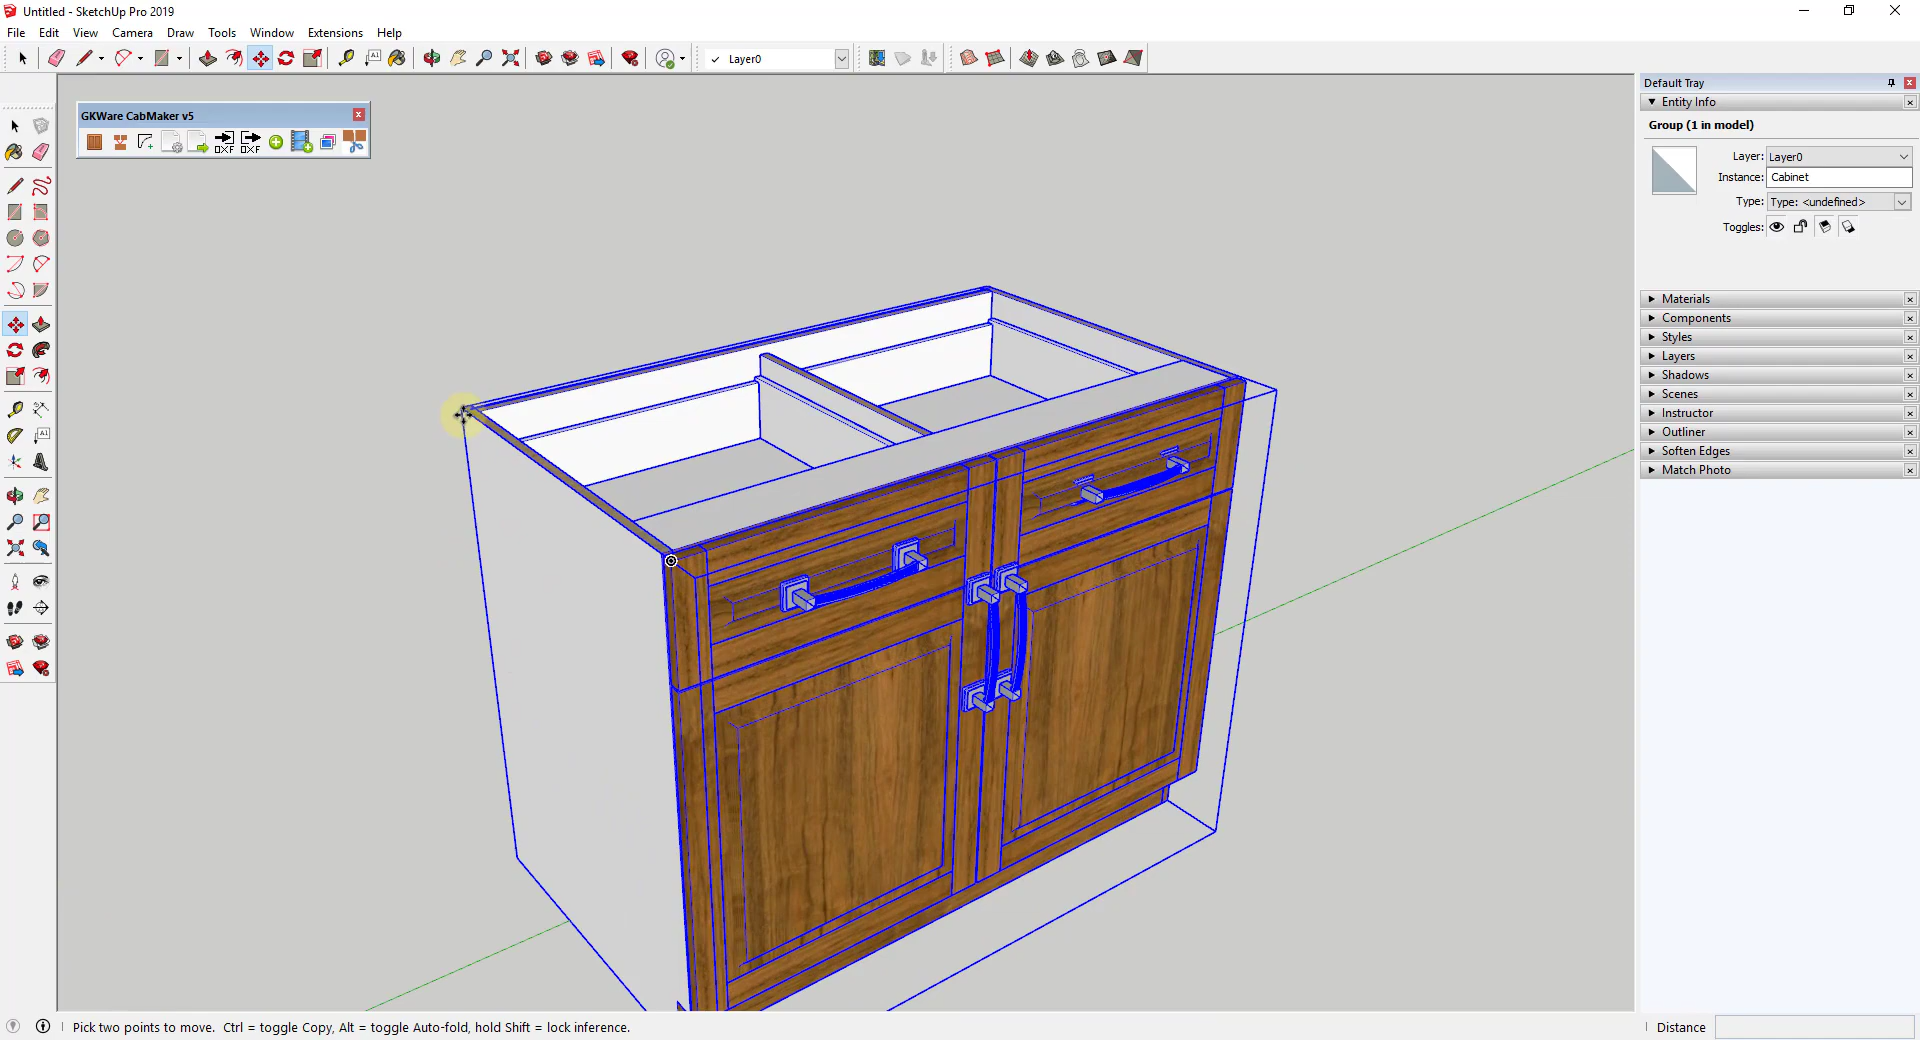 Untitled - SketchUp Pro 2019
File Edit View Camera Draw Tools Window Extensions Help
A1
Layer0
GKWare CabMaker v5
DXF DXF
A1
Default Tray
Entity Info
Group (1 in model)
Layer: Layer0
Instance: Cabinet
Type: Type: <undefined>
Toggles:
Materials
Components
Styles
Layers
Shadows
Scenes
Instructor
Outliner
Soften Edges
Match Photo
Pick two points to move. Ctrl = toggle Copy, Alt = toggle Auto-fold, hold Shift = lock inference.
Distance